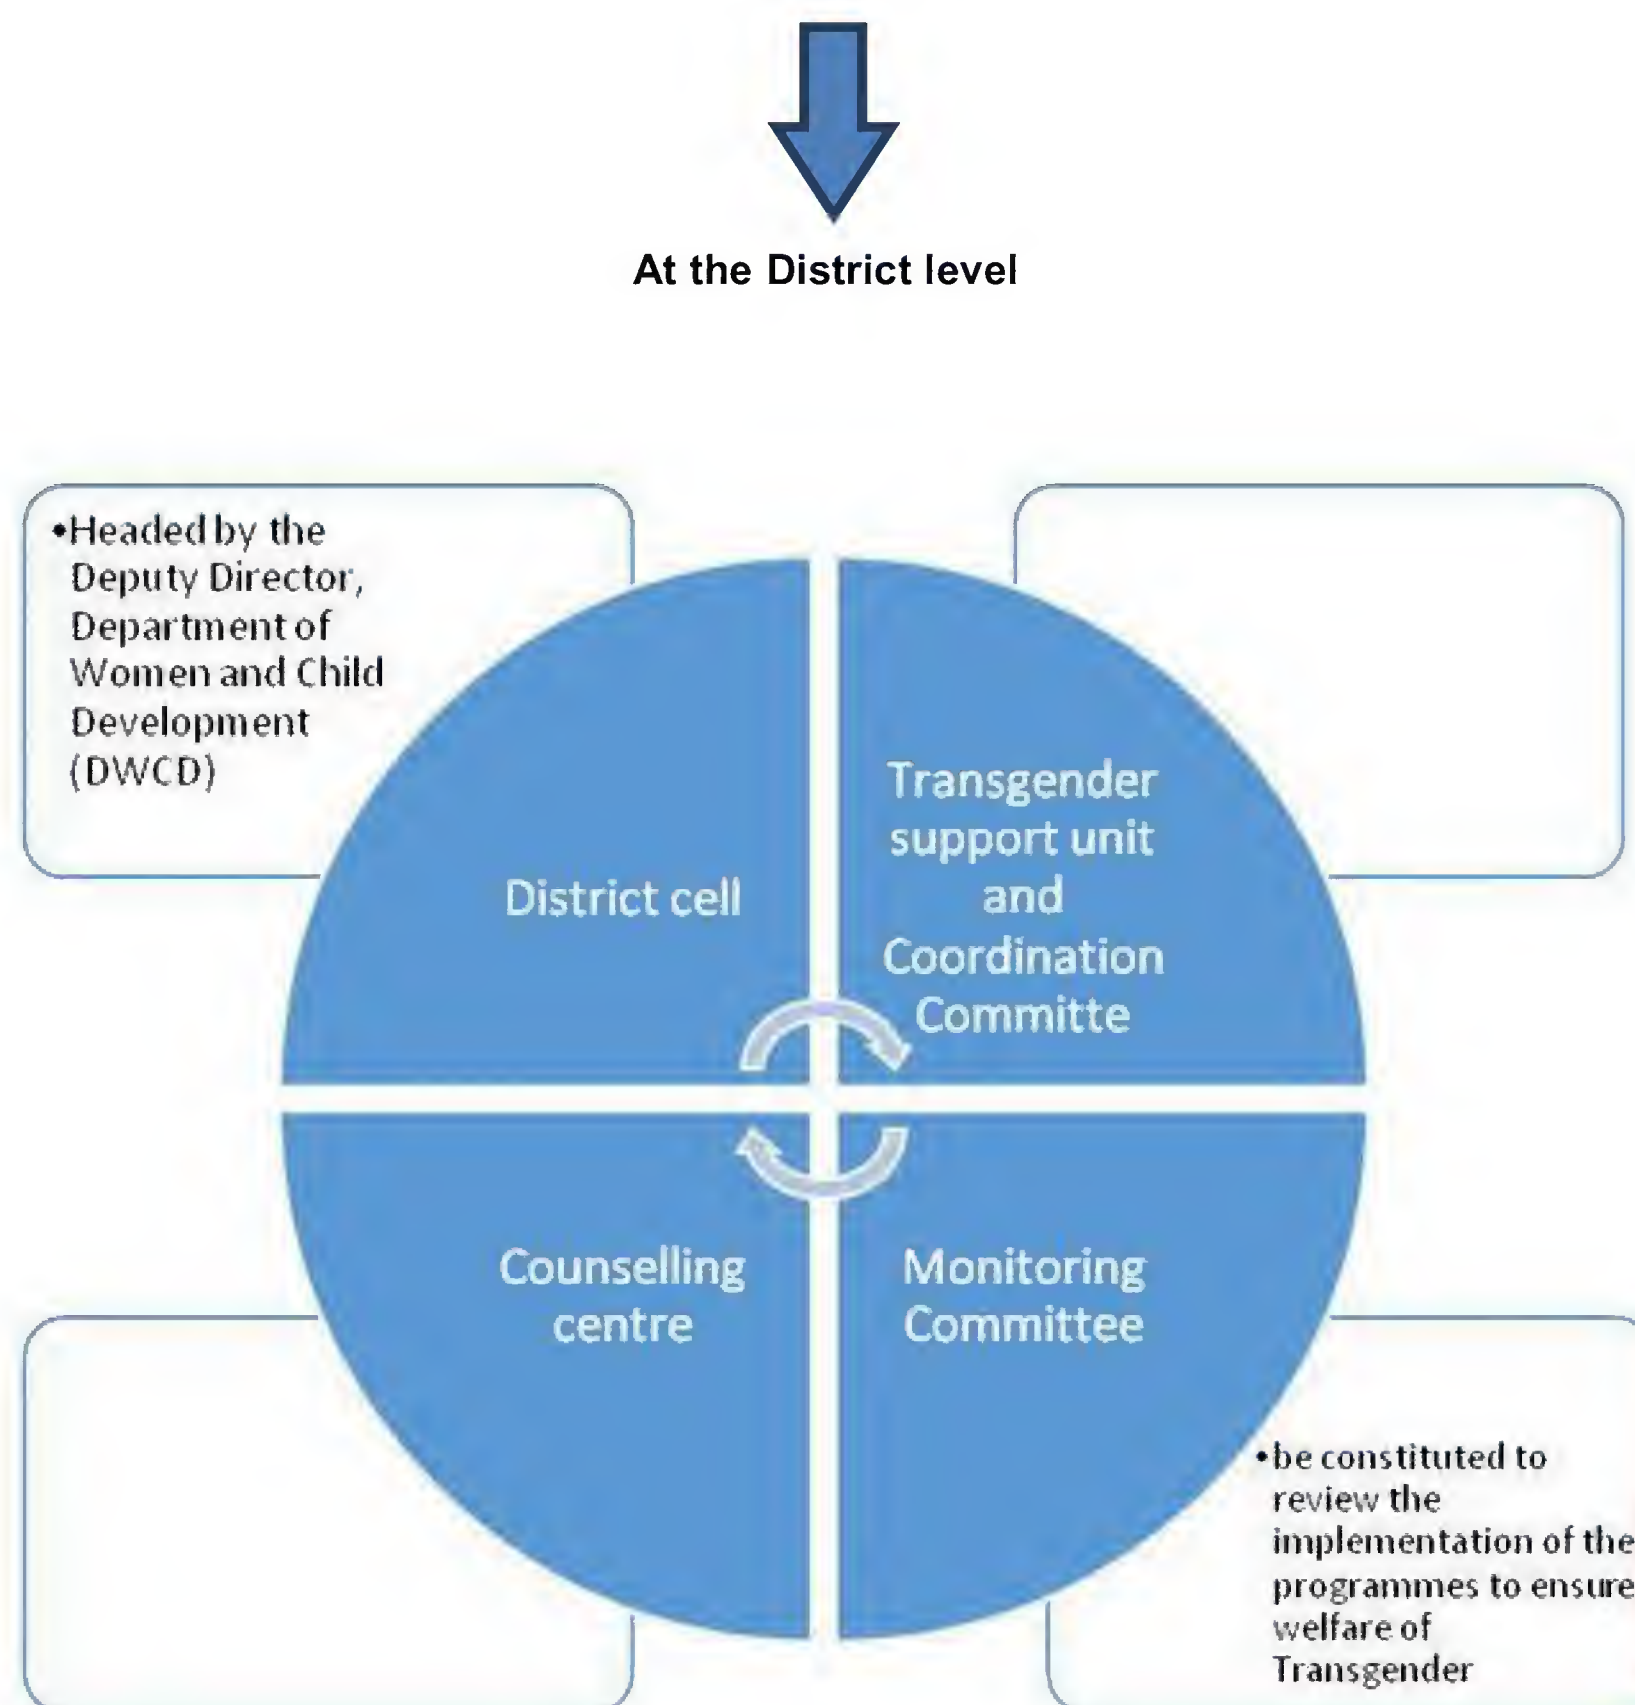 At the District level
•Headed by the
Deputy Director,
Department of
Women and Child
Development
(DWCD)
District cell
Transgender
support unit
and
Coordination
Committe
Counselling
centre
Monitoring
Committee
•be constituted to
review the
implementation of the
programmes to ensure
welfare of
Transgender